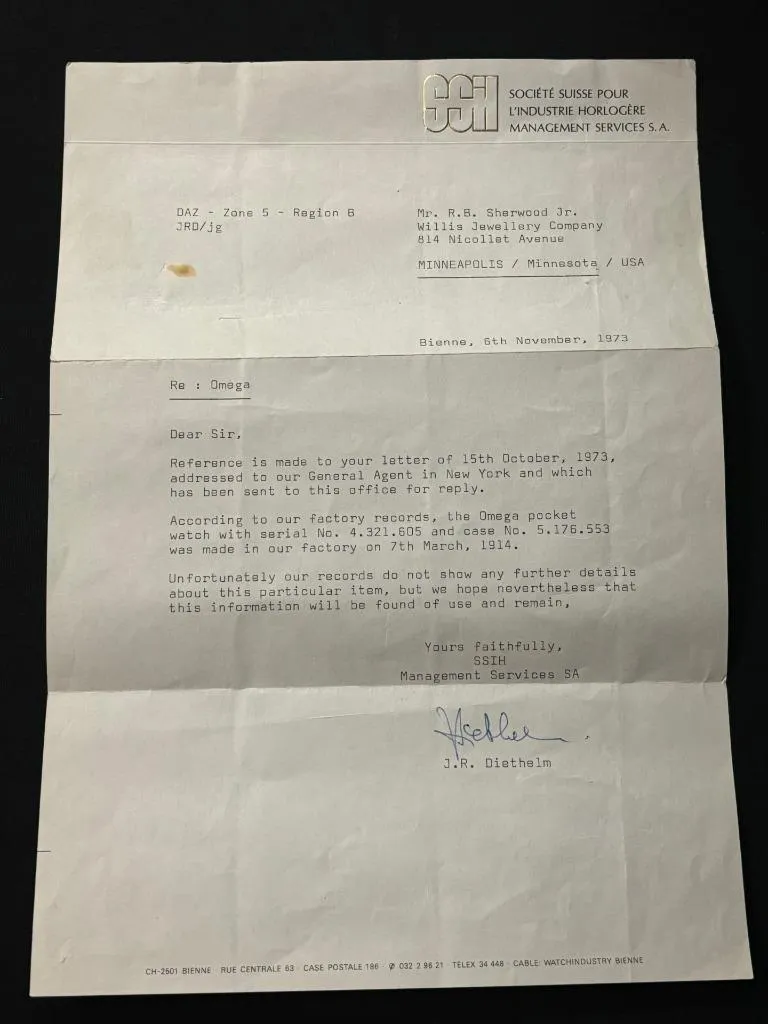 SSIH
SOCIÉTÉ SUISSE POUR
L'INDUSTRIE HORLOGÈRE
MANAGEMENT SERVICES S.A.
DAZ - Zone 5 - Region B
JRD/jg
Mr. R.B. Sherwood Jr.
Willis Jewellery Company
814 Nicollet Avenue
MINNEAPOLIS / Minnesota / USA
Bienne, 6th November, 1973
Re : Omega
Dear Sir,
Reference is made to your letter of 15th October, 1973,
addressed to our General Agent in New York and which
has been sent to this office for reply.
According to our factory records, the Omega pocket
watch with serial No. 4.321.605 and case No. 5.176.553
was made in our factory on 7th March, 1914.
Unfortunately our records do not show any further details
about this particular item, but we hope nevertheless that
this information will be found of use and remain,
Yours faithfully,
SSIH
Management Services SA
JRDiethelm
J.R. Diethelm
CH-2501 BIENNE · RUE CENTRALE 63 · CASE POSTALE 196 · ✆ 032 2 96 21 · TELEX 34 448 · CABLE: WATCHINDUSTRY BIENNE